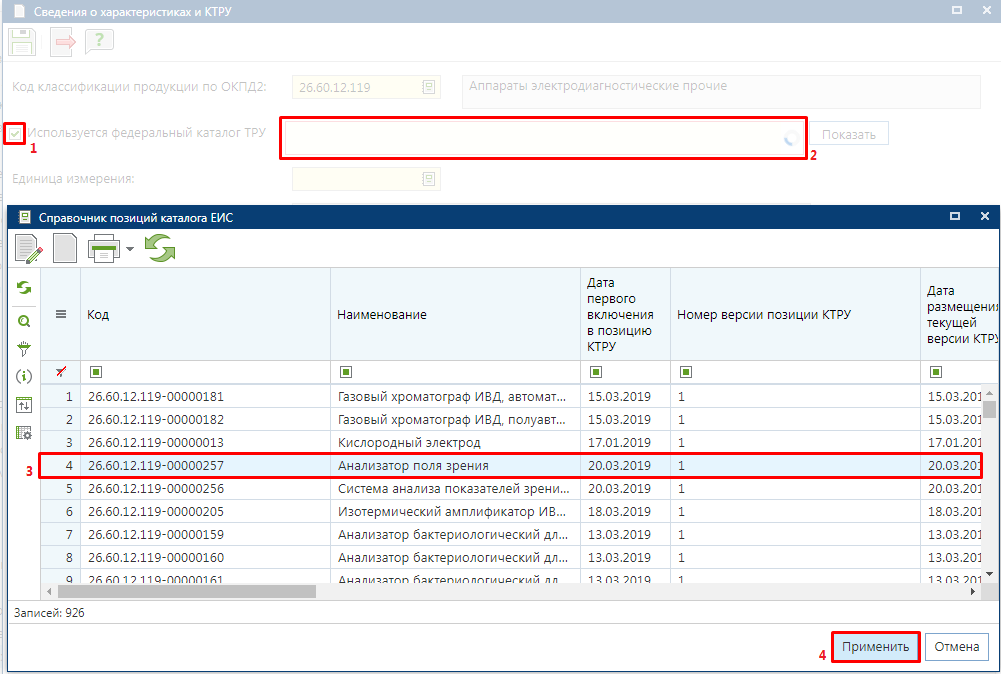 Сведения о характеристиках и КТРУ
?
Код классификации продукции по ОКПД2: 26.60.12.119 Аппараты электродиагностические прочие
Используется федеральный каталог ТРУ Показать
1 2
Единица измерения:
Справочник позиций каталога ЕИС
Код Наименование Дата первого включения в позицию КТРУ Номер версии позиции КТРУ Дата размещения текущей версии КТРУ
1 26.60.12.119-00000181 Газовый хроматограф ИВД, автомат... 15.03.2019 1 15.03.201
2 26.60.12.119-00000182 Газовый хроматограф ИВД, полуавт... 15.03.2019 1 15.03.201
3 26.60.12.119-00000013 Кислородный электрод 17.01.2019 1 17.01.201
3 4 26.60.12.119-00000257 Анализатор поля зрения 20.03.2019 1 20.03.201
5 26.60.12.119-00000256 Система анализа показателей зрени... 20.03.2019 1 20.03.201
6 26.60.12.119-00000205 Изотермический амплификатор ИВ... 18.03.2019 1 18.03.201
7 26.60.12.119-00000159 Анализатор бактериологический дл... 13.03.2019 1 13.03.201
8 26.60.12.119-00000160 Анализатор бактериологический дл... 13.03.2019 1 13.03.201
9 26.60.12.119-00000161 Анализатор бактериологический дл... 13.03.2019 1 13.03.201
Записей: 926
4 Применить Отмена